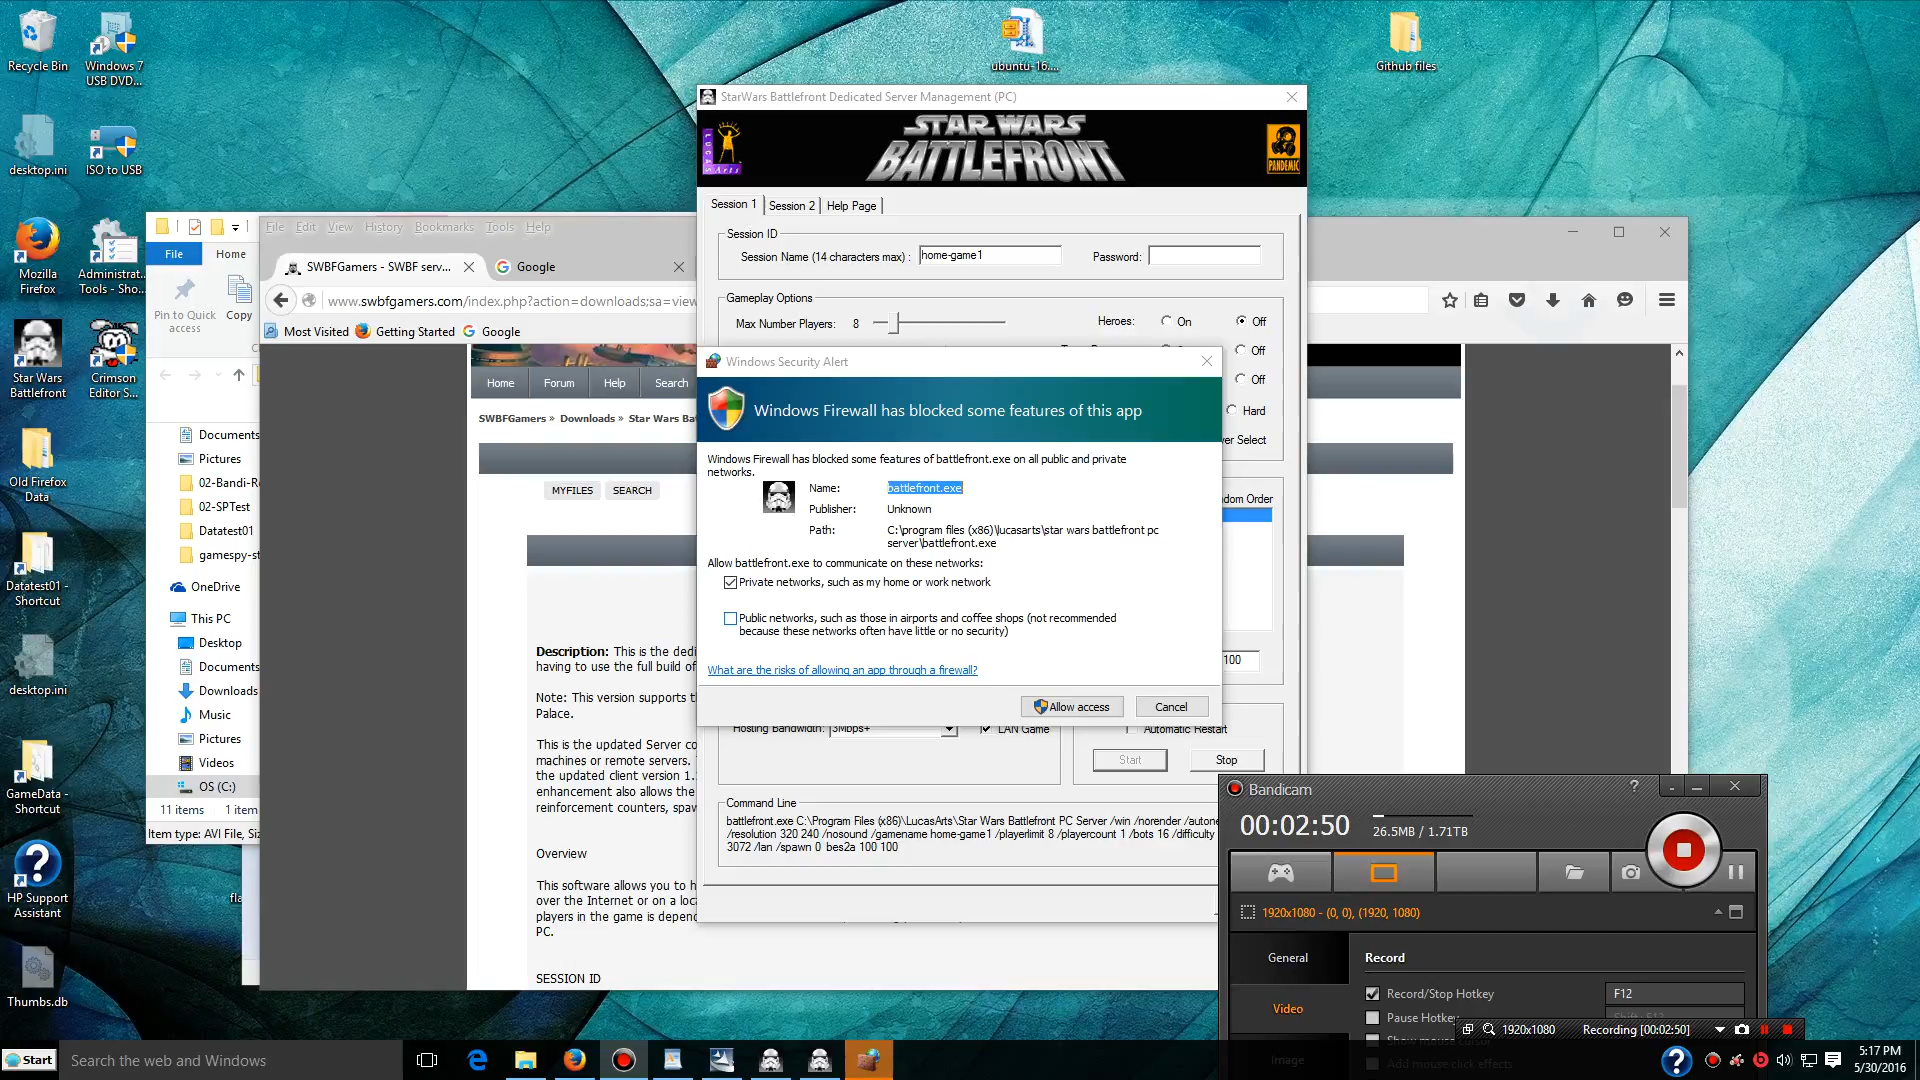 Recycle Bin
Windows 7
USB DVD...
desktop.ini
ISO to USB
Mozilla
Firefox
Administrat...
Tools - Sho...
Star Wars
Battlefront
Crimson
Editor S...
Old Firefox
Data
Datatest01 -
Shortcut
desktop.ini
GameData -
Shortcut
HP Support
Assistant
Thumbs.db
ubuntu-16....
Github files
File
Home
Pin to Quick
access
Copy
Documents
Pictures
02-Bandi-R
02-SPTest
Datatest01
gamespy-st
OneDrive
This PC
Desktop
Documents
Downloads
Music
Pictures
Videos
OS (C:)
11 items 1 item
Item type: AVI File, Siz
File Edit View History Bookmarks Tools Help
SWBFGamers - SWBF serv...
Google
www.swbfgamers.com/index.php?action=downloads;sa=view
Most Visited Getting Started Google
Home Forum Help Search
SWBFGamers » Downloads » Star Wars Bat
MYFILES SEARCH
Description: This is the dedi
having to use the full build of
Note: This version supports t
Palace.
This is the updated Server co
machines or remote servers.
the updated client version 1.
enhancement also allows the
reinforcement counters, spaw
Overview
This software allows you to h
over the Internet or on a loca
players in the game is depend
PC.
SESSION ID
StarWars Battlefront Dedicated Server Management (PC)
LUCASArts
STAR WARS
BATTLEFRONT
PANDEMIC
Session 1 Session 2 Help Page
Session ID
Session Name (14 characters max) : home-game1 Password:
Gameplay Options
Max Number Players: 8 Heroes: On Off
Off
Off
Hard
er Select
dom Order
100
Windows Security Alert
Windows Firewall has blocked some features of this app
Windows Firewall has blocked some features of battlefront.exe on all public and private
networks.
Name: battlefront.exe
Publisher: Unknown
Path: C:\program files (x86)\lucasarts\star wars battlefront pc
server\battlefront.exe
Allow battlefront.exe to communicate on these networks:
Private networks, such as my home or work network
Public networks, such as those in airports and coffee shops (not recommended
because these networks often have little or no security)
What are the risks of allowing an app through a firewall?
Allow access Cancel
Hosting Bandwidth: 3Mbps+ LAN Game Automatic Restart
Start Stop
Command Line
battlefront.exe C:\Program Files (x86)\LucasArts\Star Wars Battlefront PC Server /win /norender /autone
/resolution 320 240 /nosound /gamename home-game1 /playerlimit 8 /playercount 1 /bots 16 /difficulty
3072 /lan /spawn 0 bes2a 100 100
Bandicam
00:02:50 26.5MB / 1.71TB
1920x1080 - (0, 0), (1920, 1080)
General
Video
Image
Record
Record/Stop Hotkey F12
Pause Hotkey
Show mouse cursor
Add mouse click effects
1920x1080 Recording [00:02:50]
Start
Search the web and Windows
5:17 PM
5/30/2016